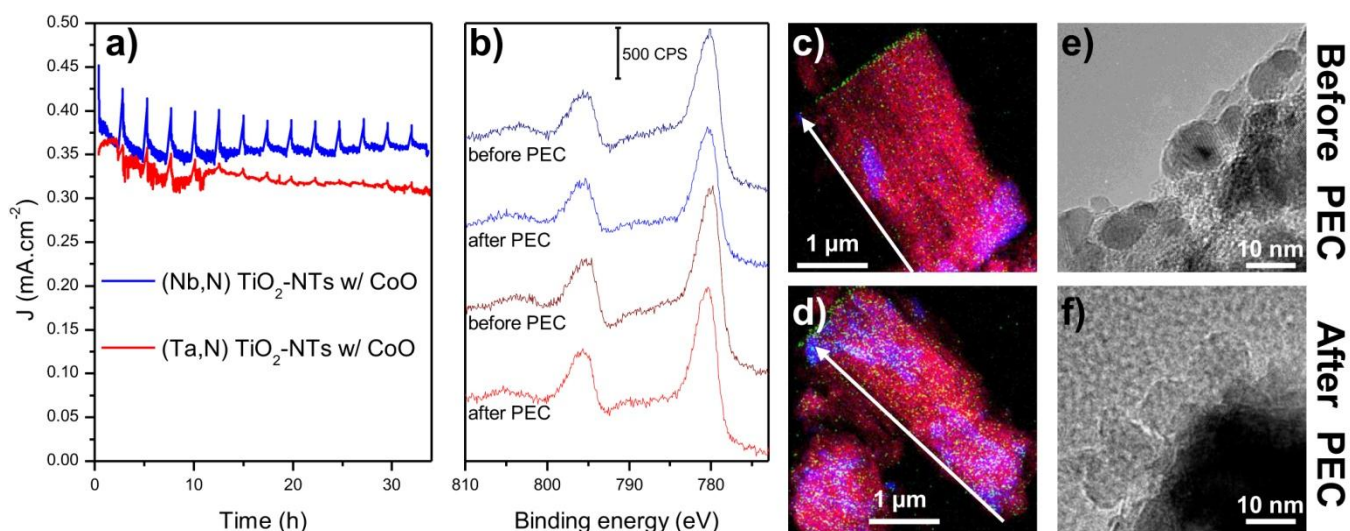 a)
0.50
0.45
0.40
0.35
0.30
0.25
0.20
0.15
0.10
0.05
0.00
J (mA.cm⁻²)
(Nb,N) TiO₂-NTs w/ CoO
(Ta,N) TiO₂-NTs w/ CoO
0 10 20 30
Time (h)
b)
500 CPS
before PEC
after PEC
before PEC
after PEC
810 800 790 780
Binding energy (eV)
c)
1 µm
d)
1 µm
e)
10 nm
f)
10 nm
Before PEC
After PEC